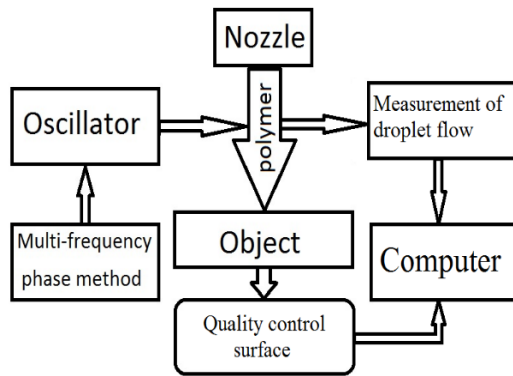 Nozzle
Oscillator
polymer
Measurement of
droplet flow
Multi-frequency
phase method
Object
Computer
Quality control
surface